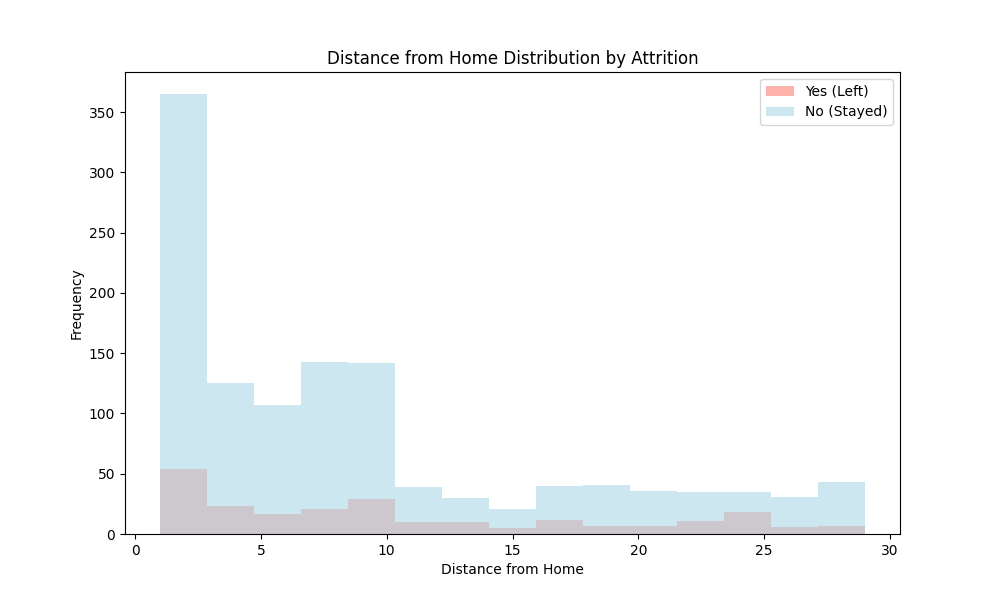 Distance from Home Distribution by Attrition
Yes (Left)
No (Stayed)
350
300
250
200
150
100
50
0
Frequency
0 5 10 15 20 25 30
Distance from Home